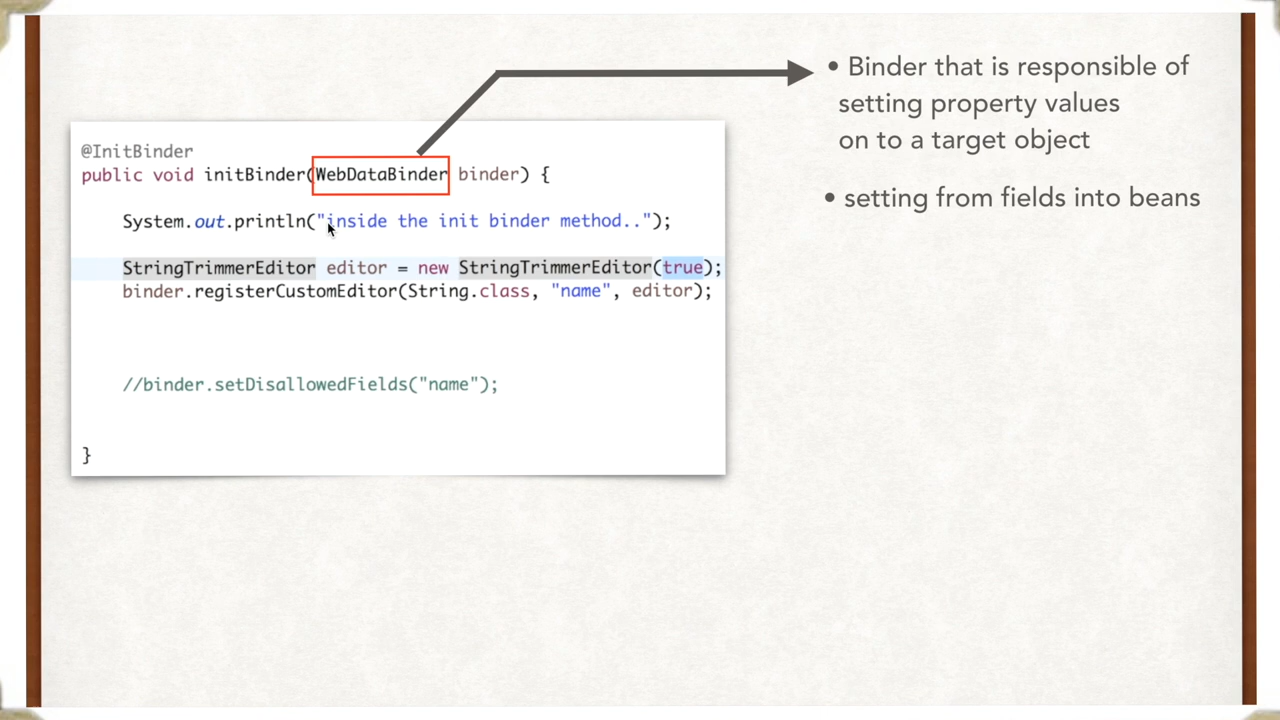 @InitBinder
public void initBinder(WebDataBinder binder) {
System.out.println("inside the init binder method..");
StringTrimmerEditor editor = new StringTrimmerEditor(true);
binder.registerCustomEditor(String.class, "name", editor);
//binder.setDisallowedFields("name");
}
• Binder that is responsible of
setting property values
on to a target object
• setting from fields into beans